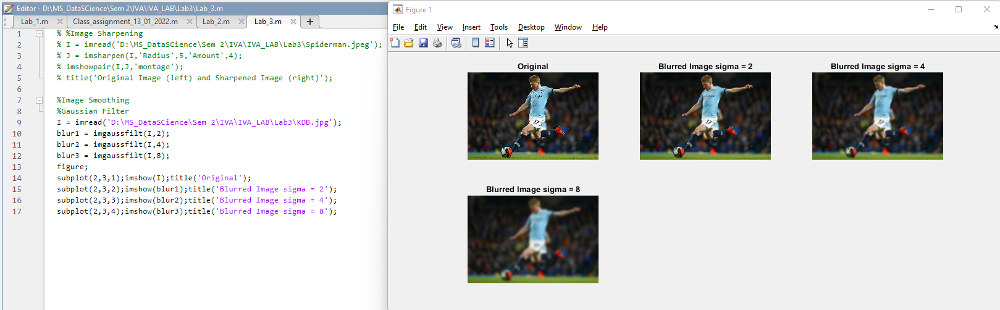 Editor - D:\MS_DataSCience\Sem 2\IVA\IVA_LAB\Lab3\Lab_3.m
Lab_1.m × Class_assignment_13_01_2022.m × Lab_2.m × Lab_3.m × +
1 % %Image Sharpening
2 % I = imread('D:\MS_DataSCience\Sem 2\IVA\IVA_LAB\Lab3\Spiderman.jpeg');
3 % J = imsharpen(I,'Radius',5,'Amount',4);
4 % imshowpair(I,J,'montage');
5 % title('Original Image (left) and Sharpened Image (right)');
6
7 %Image Smoothing
8 %Gaussian Filter
9 I = imread('D:\MS_DataSCience\Sem 2\IVA\IVA_LAB\Lab3\KDB.jpg');
10 blur1 = imgaussfilt(I,2);
11 blur2 = imgaussfilt(I,4);
12 blur3 = imgaussfilt(I,8);
13 figure;
14 subplot(2,3,1);imshow(I);title('Original');
15 subplot(2,3,2);imshow(blur1);title('Blurred Image sigma = 2');
16 subplot(2,3,3);imshow(blur2);title('Blurred Image sigma = 4');
17 subplot(2,3,4);imshow(blur3);title('Blurred Image sigma = 8');
Figure 1
File Edit View Insert Tools Desktop Window Help
Original
Blurred Image sigma = 2
Blurred Image sigma = 4
17
17
17
Blurred Image sigma = 8